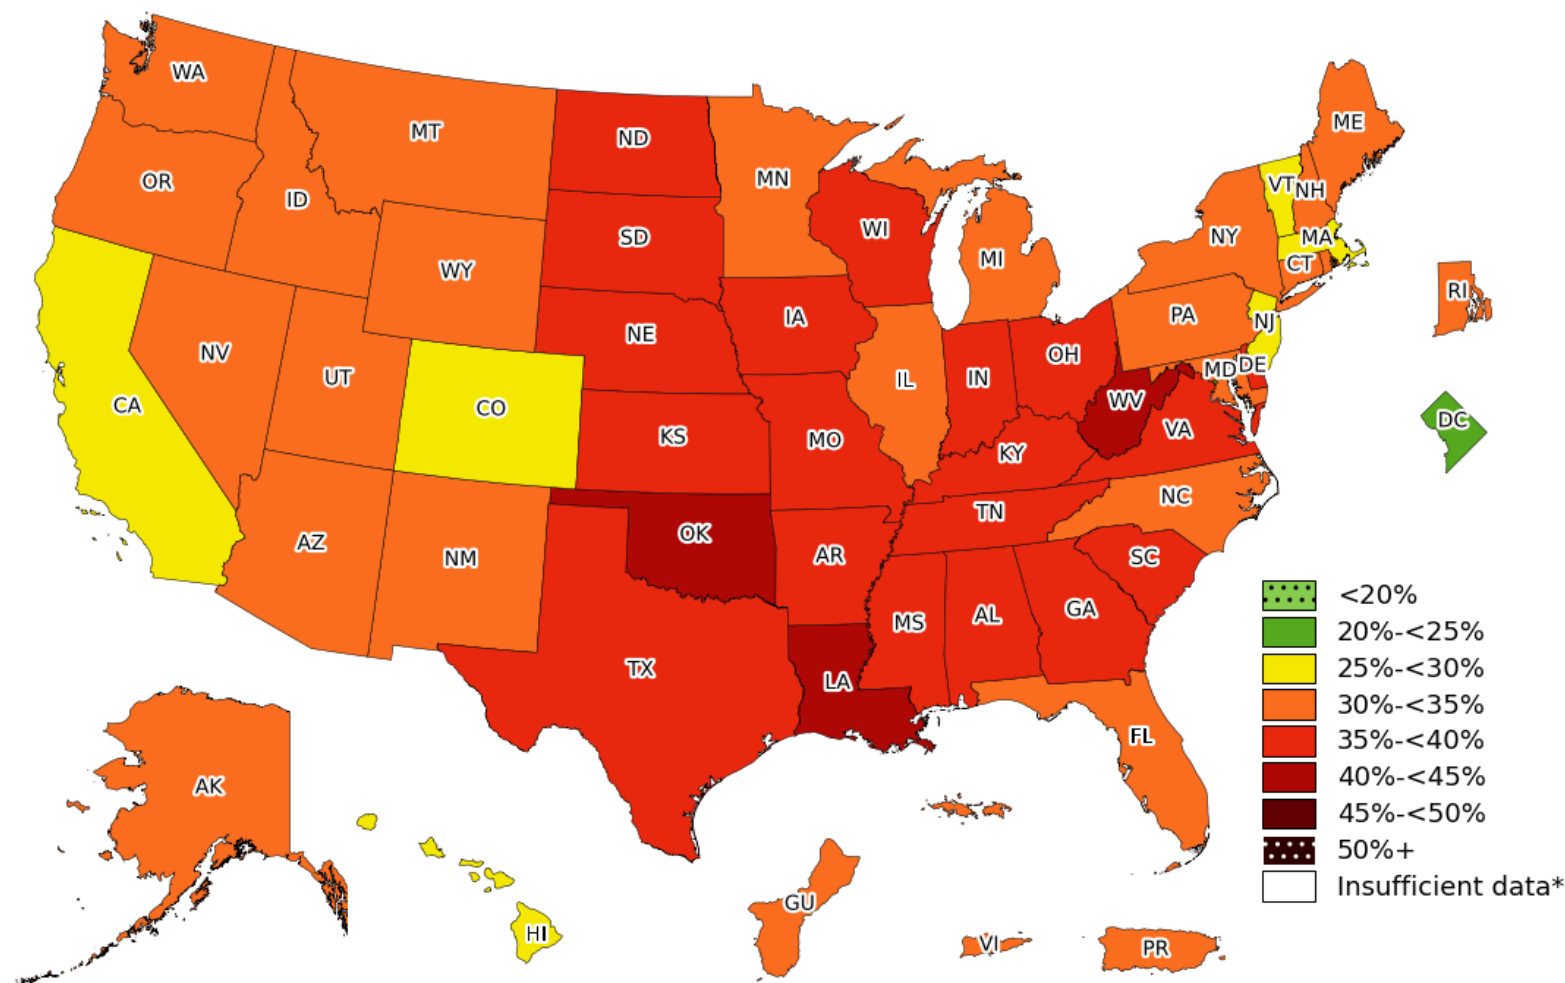 WA
MT
ND
ME
OR
ID
MN
VT
NH
WY
SD
WI
NY
MA
MI
CT
RI
NV
UT
NE
IA
PA
NJ
CA
CO
IL
IN
OH
MD
DE
DC
KS
MO
KY
WV
VA
AZ
NM
OK
AR
TN
NC
SC
TX
LA
MS
AL
GA
FL
AK
HI
GU
VI
PR
<20%
20%-<25%
25%-<30%
30%-<35%
35%-<40%
40%-<45%
45%-<50%
50%+
Insufficient data*